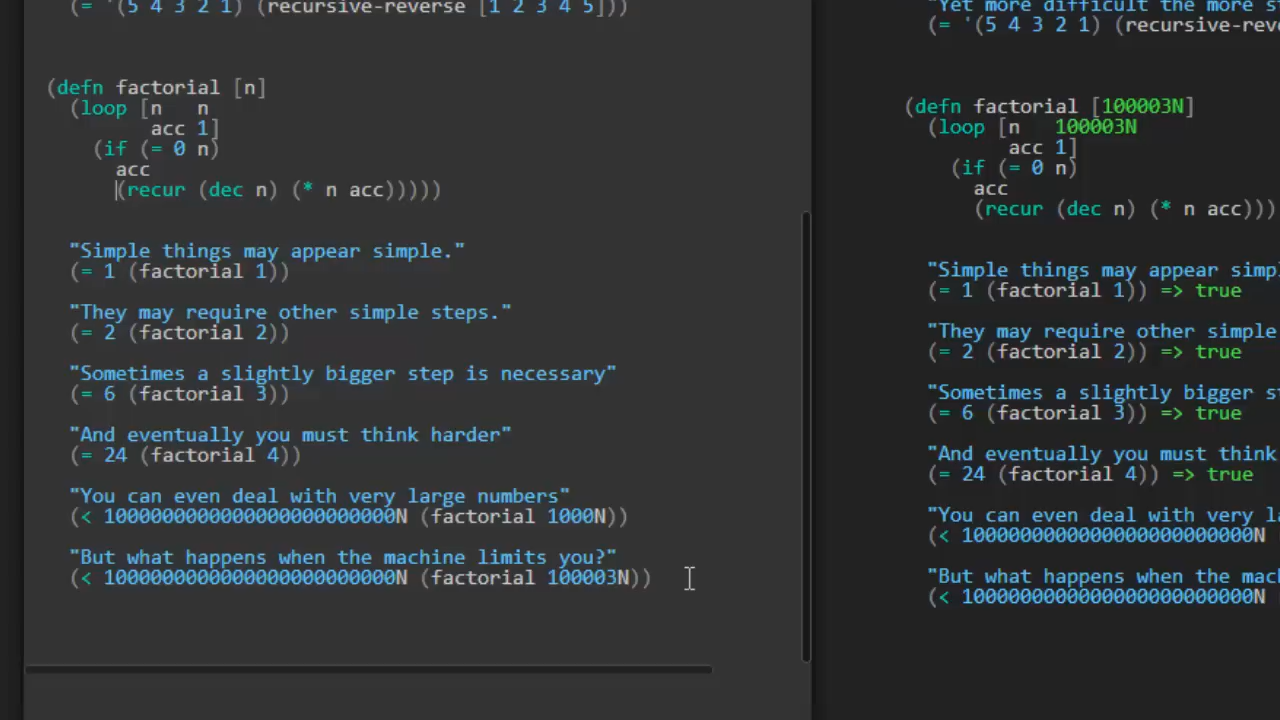 (= '(5 4 3 2 1) (recursive-reverse [1 2 3 4 5]))
(defn factorial [n]
(loop [n n
acc 1]
(if (= 0 n)
acc
(recur (dec n) (* n acc)))))
"Simple things may appear simple."
(= 1 (factorial 1))
"They may require other simple steps."
(= 2 (factorial 2))
"Sometimes a slightly bigger step is necessary"
(= 6 (factorial 3))
"And eventually you must think harder"
(= 24 (factorial 4))
"You can even deal with very large numbers"
(< 1000000000000000000000000N (factorial 1000N))
"But what happens when the machine limits you?"
(< 1000000000000000000000000N (factorial 100003N))
"Yet more difficult the more s
(= '(5 4 3 2 1) (recursive-rev
(defn factorial [100003N]
(loop [n 100003N
acc 1]
(if (= 0 n)
acc
(recur (dec n) (* n acc)))
"Simple things may appear simp
(= 1 (factorial 1)) => true
"They may require other simple
(= 2 (factorial 2)) => true
"Sometimes a slightly bigger s
(= 6 (factorial 3)) => true
"And eventually you must think
(= 24 (factorial 4)) => true
"You can even deal with very l
(< 1000000000000000000000000N
"But what happens when the mac
(< 1000000000000000000000000N